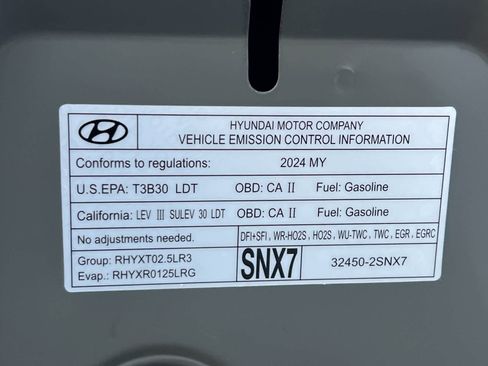 HYUNDAI MOTOR COMPANY
VEHICLE EMISSION CONTROL INFORMATION
Conforms to regulations: 2024 MY
U.S.EPA: T3B30 LDT OBD: CA II Fuel: Gasoline
California: LEV III SULEV 30 LDT OBD: CA II Fuel: Gasoline
No adjustments needed. DFI+SFI, WR-HO2S, HO2S, WU-TWC, TWC, EGR, EGRC
Group: RHYXT02.5LR3
Evap.: RHYXR0125LRG
SNX7 32450-2SNX7